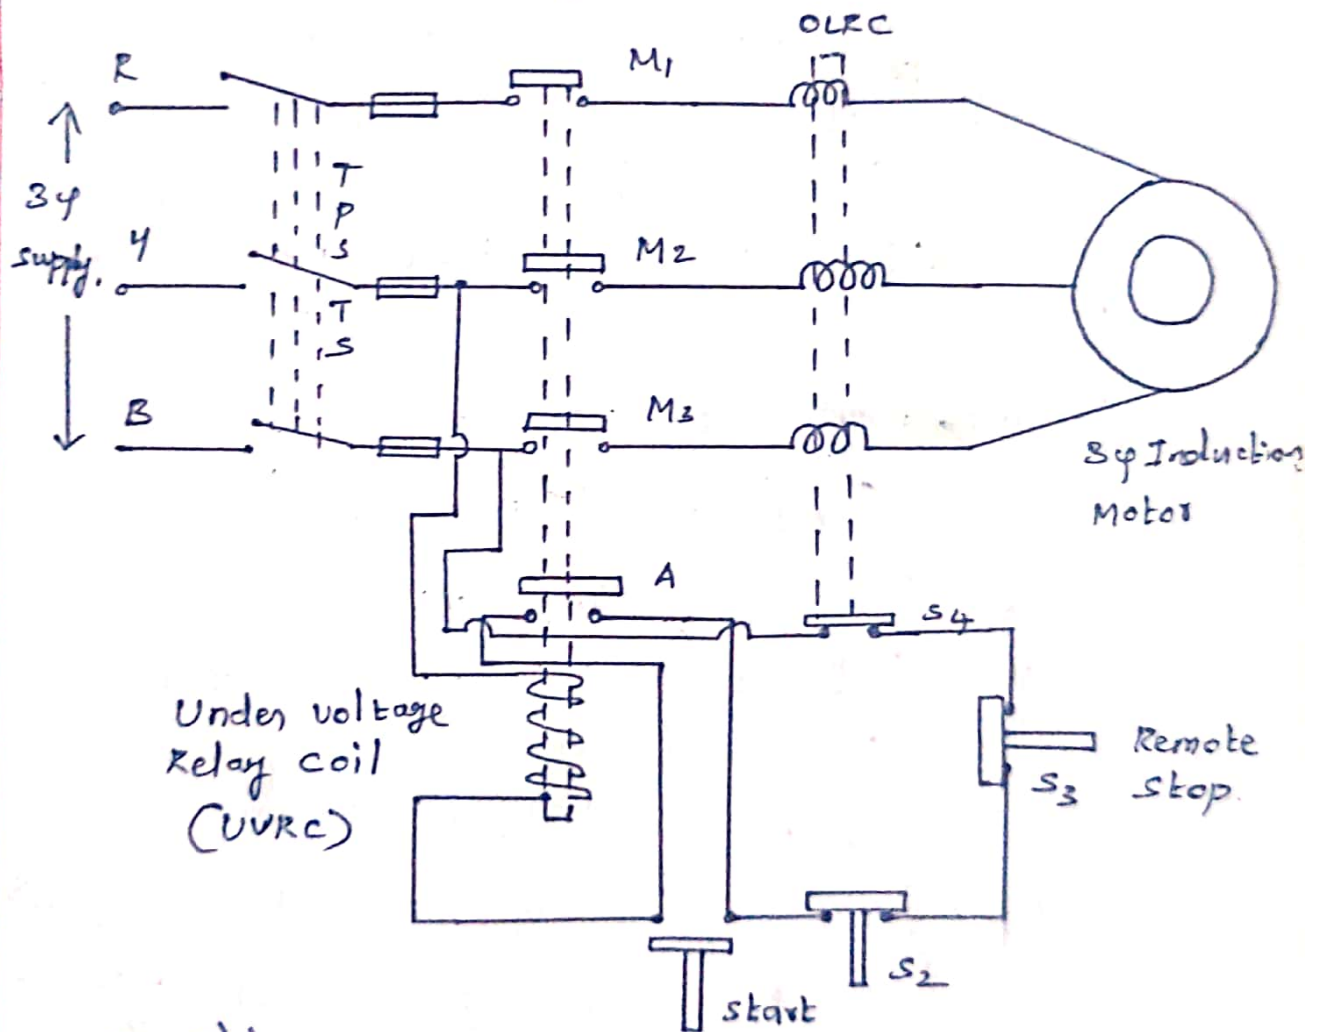 OLRC
R
M1
3φ
supply.
T
P
S
T
S
Y
M2
B
M3
3φ Induction
Motor
A
S4
Under voltage
Relay coil
(UVRC)
Remote
Stop.
S3
S2
start